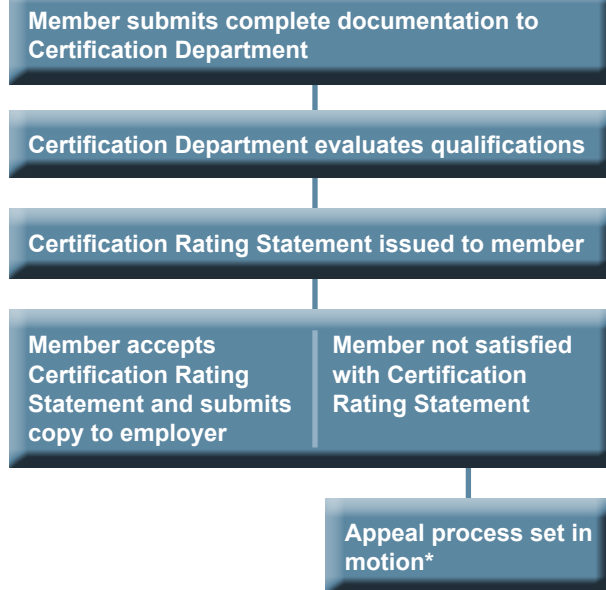 Member submits complete documentation to
Certification Department
Certification Department evaluates qualifications
Certification Rating Statement issued to member
Member accepts
Certification Rating
Statement and submits
copy to employer
Member not satisfied
with Certification
Rating Statement
Appeal process set in
motion*